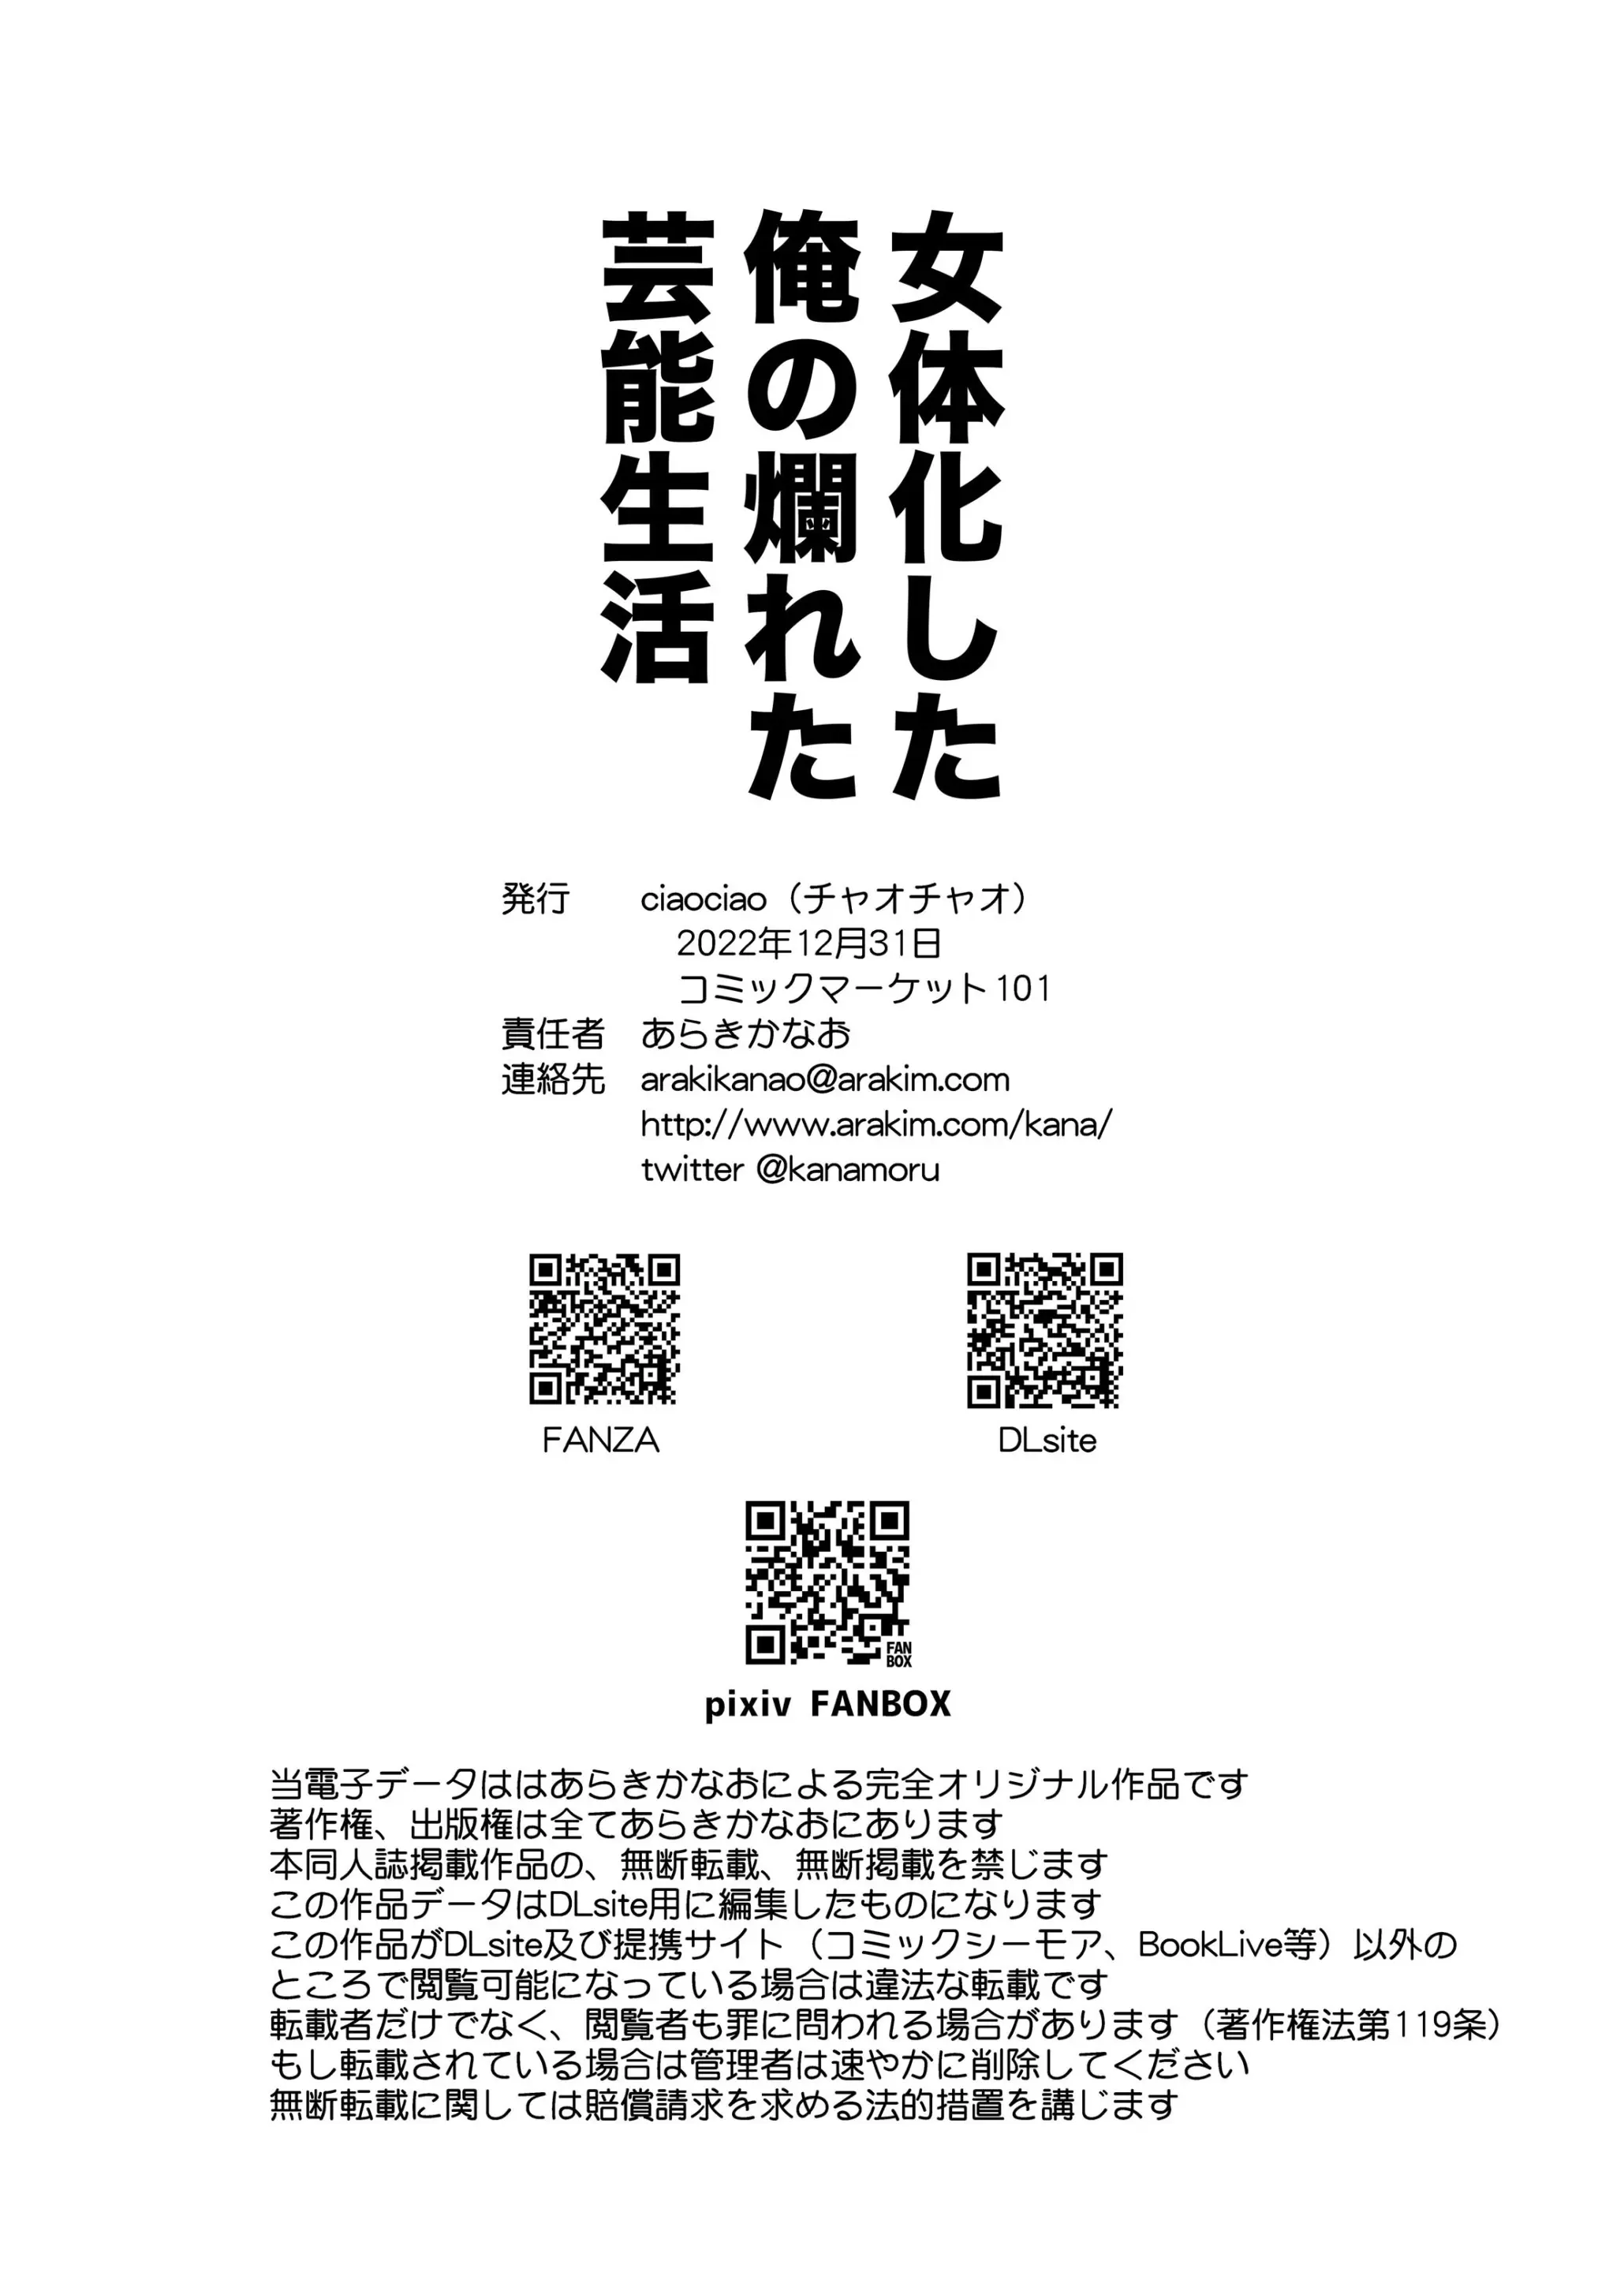 女体化した
俺の爛れた
芸能生活
発行 ciaociao（チャオチャオ）
2022年12月31日
コミックマーケット101
責任者 あらきかなお
連絡先 arakikanao@arakim.com
http://www.arakim.com/kana/
twitter @kanamoru
FANZA
DLsite
FAN
BOX
pixiv FANBOX
当電子データははあらきかなおによる完全オリジナル作品です
著作権、出版権は全てあらきかなおにあります
本同人誌掲載作品の、無断転載、無断掲載を禁じます
この作品データはDLsite用に編集したものになります
この作品がDLsite及び提携サイト（コミックシーモア、BookLive等）以外の
ところで閲覧可能になっている場合は違法な転載です
転載者だけでなく、閲覧者も罪に問われる場合があります（著作権法第119条）
もし転載されている場合は管理者は速やかに削除してください
無断転載に関しては賠償請求を求める法的措置を講じます